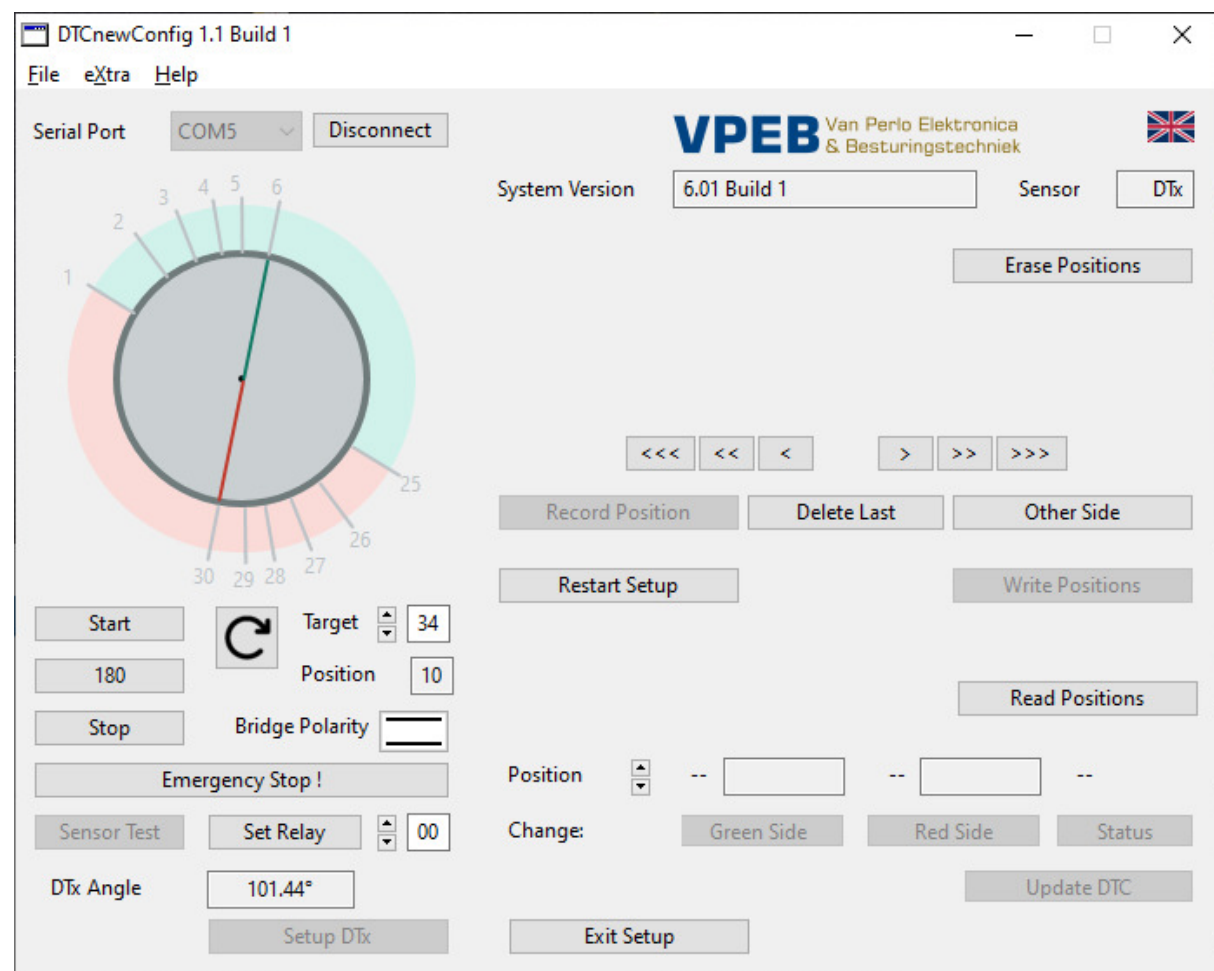 DTCnewConfig 1.1 Build 1
File eXtra Help
Serial Port COM5 Disconnect
VPEB Van Perlo Elektronica
& Besturingstechniek
System Version 6.01 Build 1 Sensor DTx
1 2 3 4 5 6
Erase Positions
<<< << < > >> >>>
25
Record Position Delete Last Other Side
26
27
30 29 28
Restart Setup Write Positions
Start Target 34
180 Position 10
Read Positions
Stop Bridge Polarity
Emergency Stop !
Position -- -- --
Sensor Test Set Relay 00
Change: Green Side Red Side Status
DTx Angle 101.44°
Update DTC
Setup DTx Exit Setup